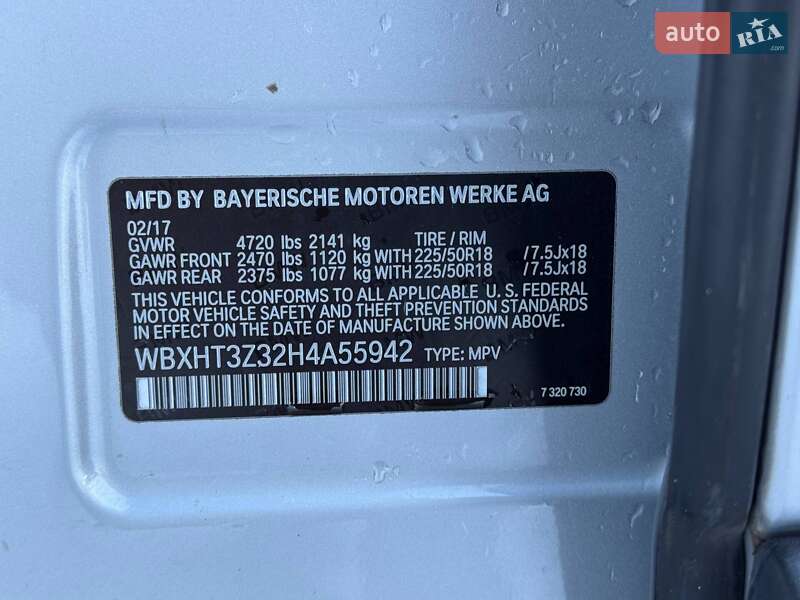 auto RIA .com
MFD BY BAYERISCHE MOTOREN WERKE AG
02/17
GVWR 4720 lbs 2141 kg TIRE / RIM
GAWR FRONT 2470 lbs 1120 kg WITH 225/50R18 /7.5Jx18
GAWR REAR 2375 lbs 1077 kg WITH 225/50R18 /7.5Jx18
THIS VEHICLE CONFORMS TO ALL APPLICABLE U. S. FEDERAL
MOTOR VEHICLE SAFETY AND THEFT PREVENTION STANDARDS
IN EFFECT ON THE DATE OF MANUFACTURE SHOWN ABOVE.
WBXHT3Z32H4A55942 TYPE: MPV
7 320 730